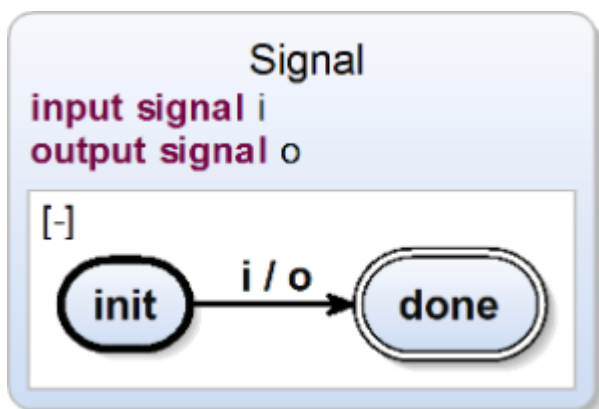 Signal
input signal i
output signal o
[-]
init
i / o
done